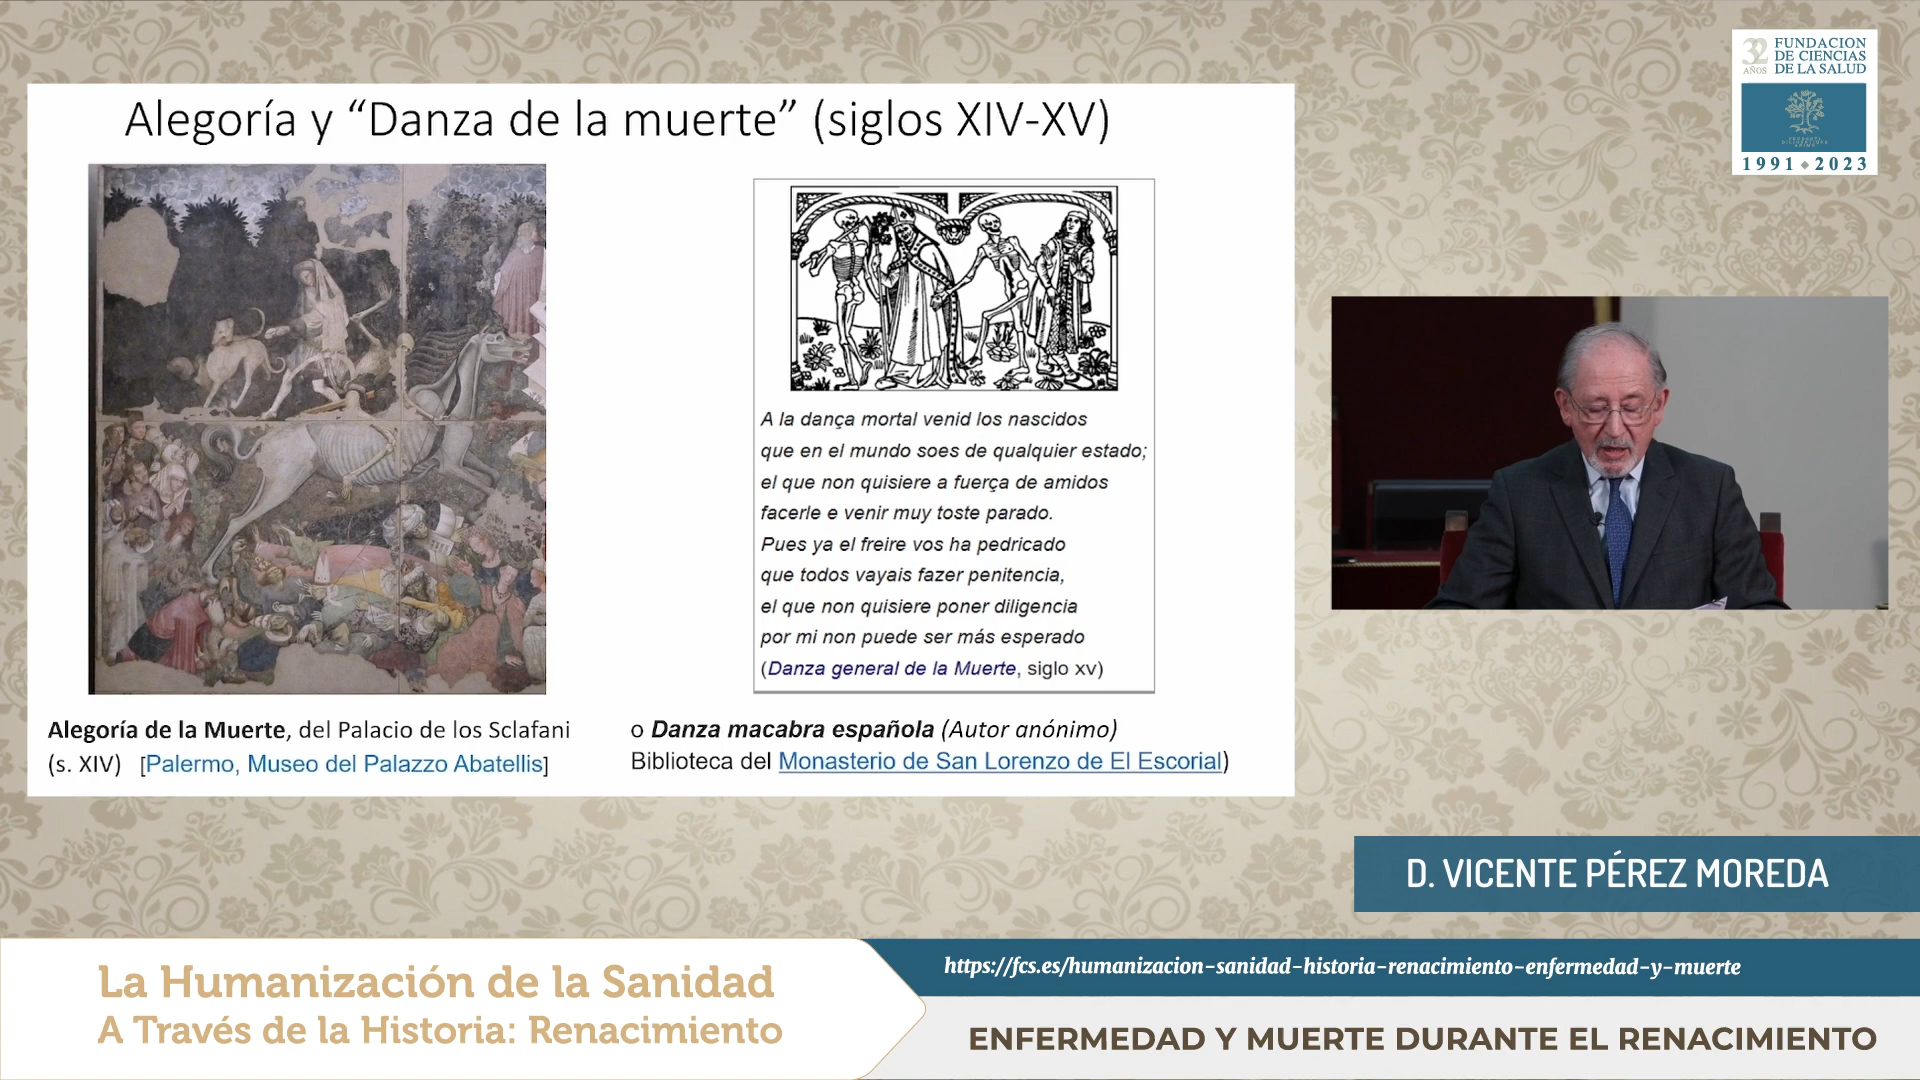 Alegoría y “Danza de la muerte” (siglos XIV-XV)
A la dança mortal venid los nascidos
que en el mundo soes de qualquier estado;
el que non quisiere a fuerça de amidos
facerle e venir muy toste parado.
Pues ya el freire vos ha pedricado
que todos vayais fazer penitencia,
el que non quisiere poner diligencia
por mi non puede ser más esperado
(Danza general de la Muerte, siglo XV)
Alegoría de la Muerte, del Palacio de los Sclafani
(s. XIV) [Palermo, Museo del Palazzo Abatellis]
o Danza macabra española (Autor anónimo)
Biblioteca del Monasterio de San Lorenzo de El Escorial)
32 AÑOS
FUNDACION
DE CIENCIAS
DE LA SALUD
1991 ◆ 2023
D. VICENTE PÉREZ MOREDA
La Humanización de la Sanidad
A Través de la Historia: Renacimiento
https://fcs.es/humanizacion-sanidad-historia-renacimiento-enfermedad-y-muerte
ENFERMEDAD Y MUERTE DURANTE EL RENACIMIENTO